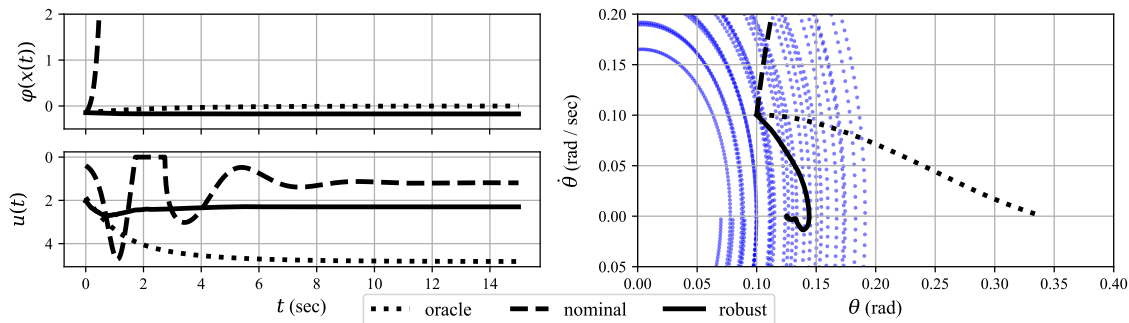 2
1
0
φ(x(t))
0
2
4
u(t)
0 2 4 6 8 10 12 14
t (sec)
0.20
0.15
0.10
0.05
0.00
0.05
θ̇ (rad / sec)
0.00 0.05 0.10 0.15 0.20 0.25 0.30 0.35 0.40
θ (rad)
oracle nominal robust